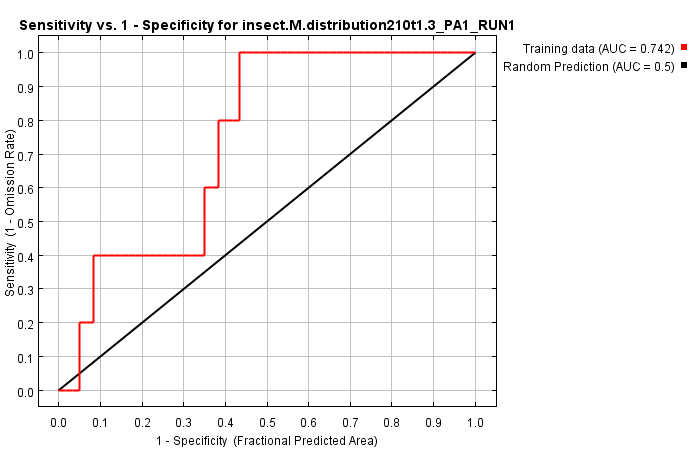 Sensitivity vs. 1 - Specificity for insect.M.distribution210t1.3_PA1_RUN1
Training data (AUC = 0.742)
Random Prediction (AUC = 0.5)
Sensitivity (1 - Omission Rate)
1.0
0.9
0.8
0.7
0.6
0.5
0.4
0.3
0.2
0.1
0.0
0.0 0.1 0.2 0.3 0.4 0.5 0.6 0.7 0.8 0.9 1.0
1 - Specificity (Fractional Predicted Area)